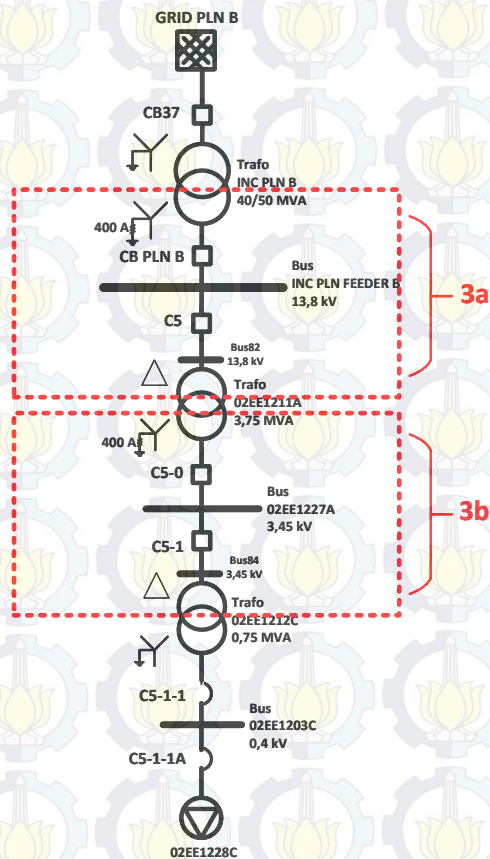 GRID PLN B
CB37
Trafo
INC PLN B
40/50 MVA
400 A
CB PLN B
Bus
INC PLN FEEDER B
13,8 kV
3a
C5
Bus82
13,8 kV
Trafo
02EE1211A
3,75 MVA
400 A
C5-0
Bus
02EE1227A
3,45 kV
3b
C5-1
Bus84
3,45 kV
Trafo
02EE1212C
0,75 MVA
C5-1-1
Bus
02EE1203C
0,4 kV
C5-1-1A
02EE1228C